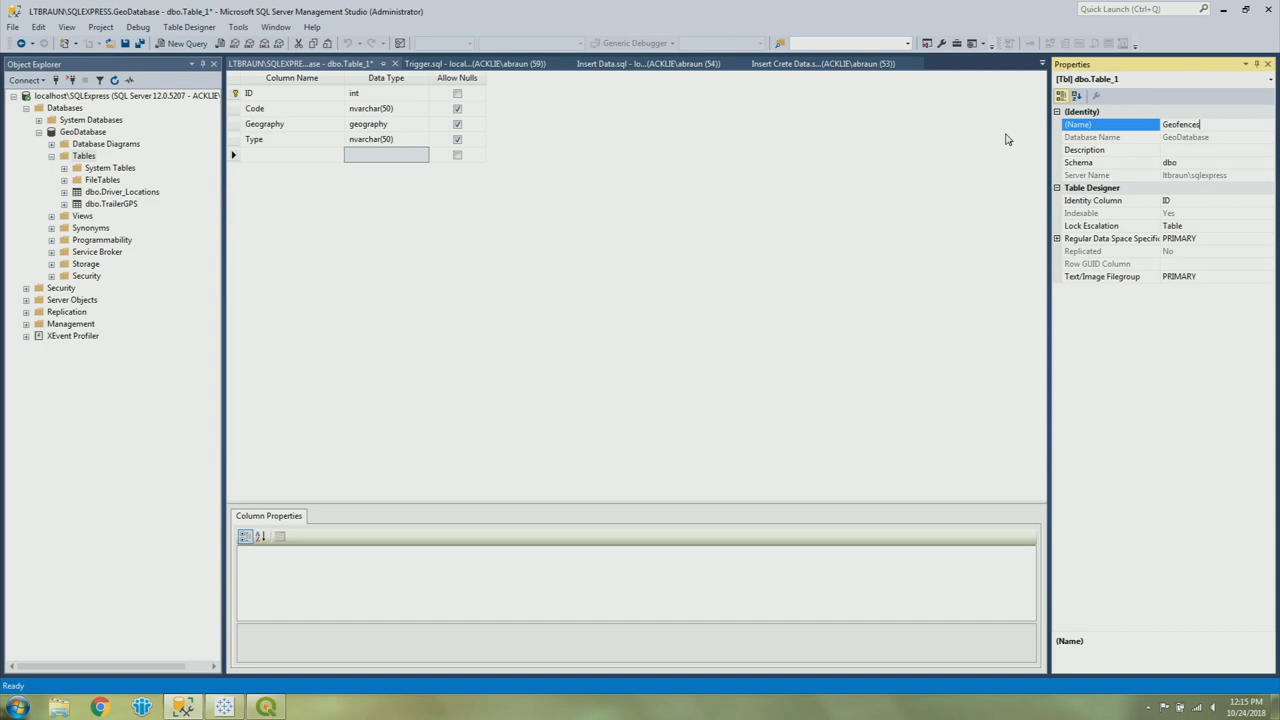 LTBRAUN\SQLEXPRESS.GeoDatabase - dbo.Table_1* - Microsoft SQL Server Management Studio (Administrator)
Quick Launch (Ctrl+Q)
File Edit View Project Debug Table Designer Tools Window Help
New Query
Generic Debugger
Object Explorer
LTBRAUN\SQLEXPRESS...ase - dbo.Table_1*
Trigger.sql - local...(ACKLIE\abraun (59))
Insert Data.sql - lo...(ACKLIE\abraun (54))
Insert Crete Data.s...(ACKLIE\abraun (53))
Properties
Connect
[Tbl] dbo.Table_1
Column Name Data Type Allow Nulls
ID int
Code nvarchar(50)
Geography geography
Type nvarchar(50)
localhost\SQLExpress (SQL Server 12.0.5207 - ACKLIE\
Databases
System Databases
GeoDatabase
Database Diagrams
Tables
System Tables
FileTables
dbo.Driver_Locations
dbo.TrailerGPS
Views
Synonyms
Programmability
Service Broker
Storage
Security
Security
Server Objects
Replication
Management
XEvent Profiler
(Identity)
(Name) Geofences
Database Name GeoDatabase
Description
Schema dbo
Server Name ltbraun\sqlexpress
Table Designer
Identity Column ID
Indexable Yes
Lock Escalation Table
Regular Data Space Specific PRIMARY
Replicated No
Row GUID Column
Text/Image Filegroup PRIMARY
Column Properties
(Name)
Ready
12:15 PM
10/24/2018